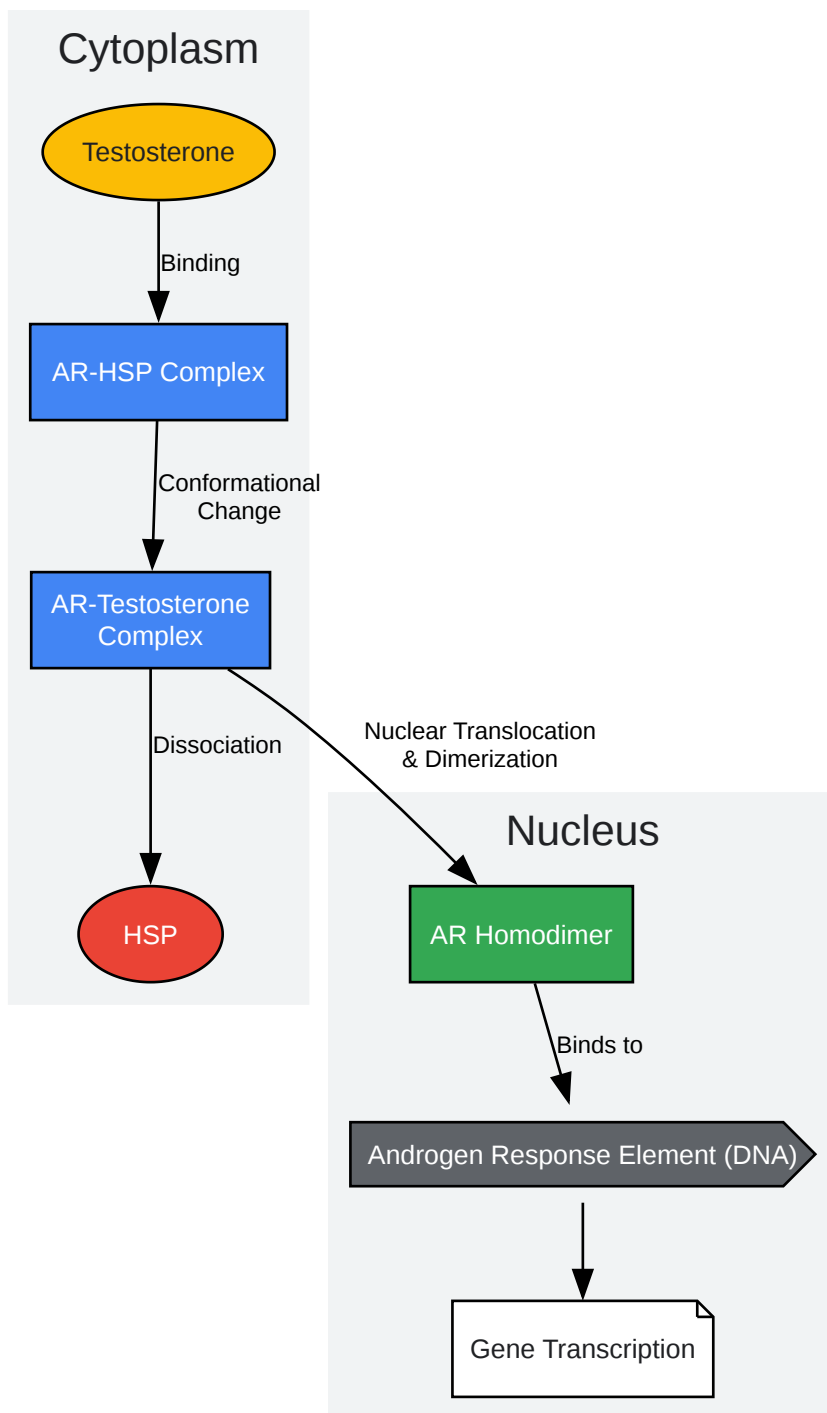 Cytoplasm
Testosterone
Binding
AR-HSP Complex
Conformational
Change
AR-Testosterone
Complex
Nuclear Translocation
& Dimerization
Dissociation
Nucleus
HSP
AR Homodimer
Binds to
Androgen Response Element (DNA)
Gene Transcription